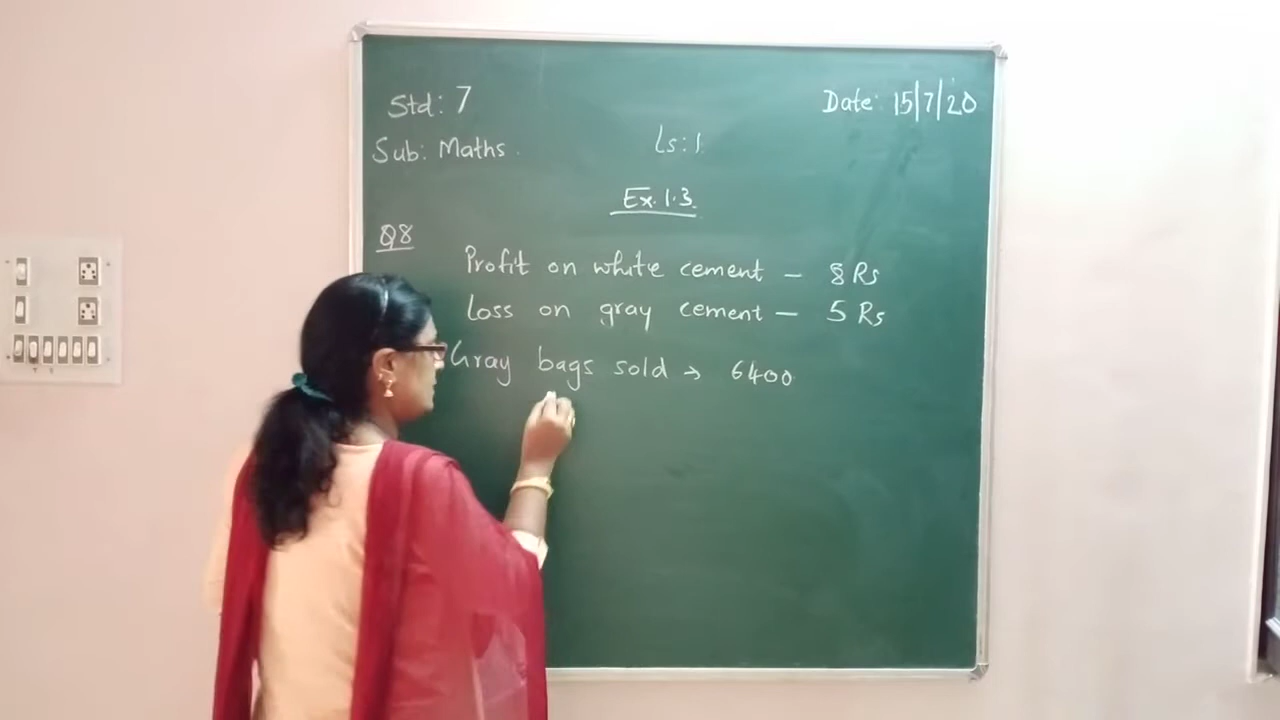 Std: 7
Date: 15/7/20
Sub: Maths
Ls: 1
Ex. 1.3.
Q8
Profit on white cement – 8 Rs
Loss on gray cement – 5 Rs
Gray bags sold → 6400